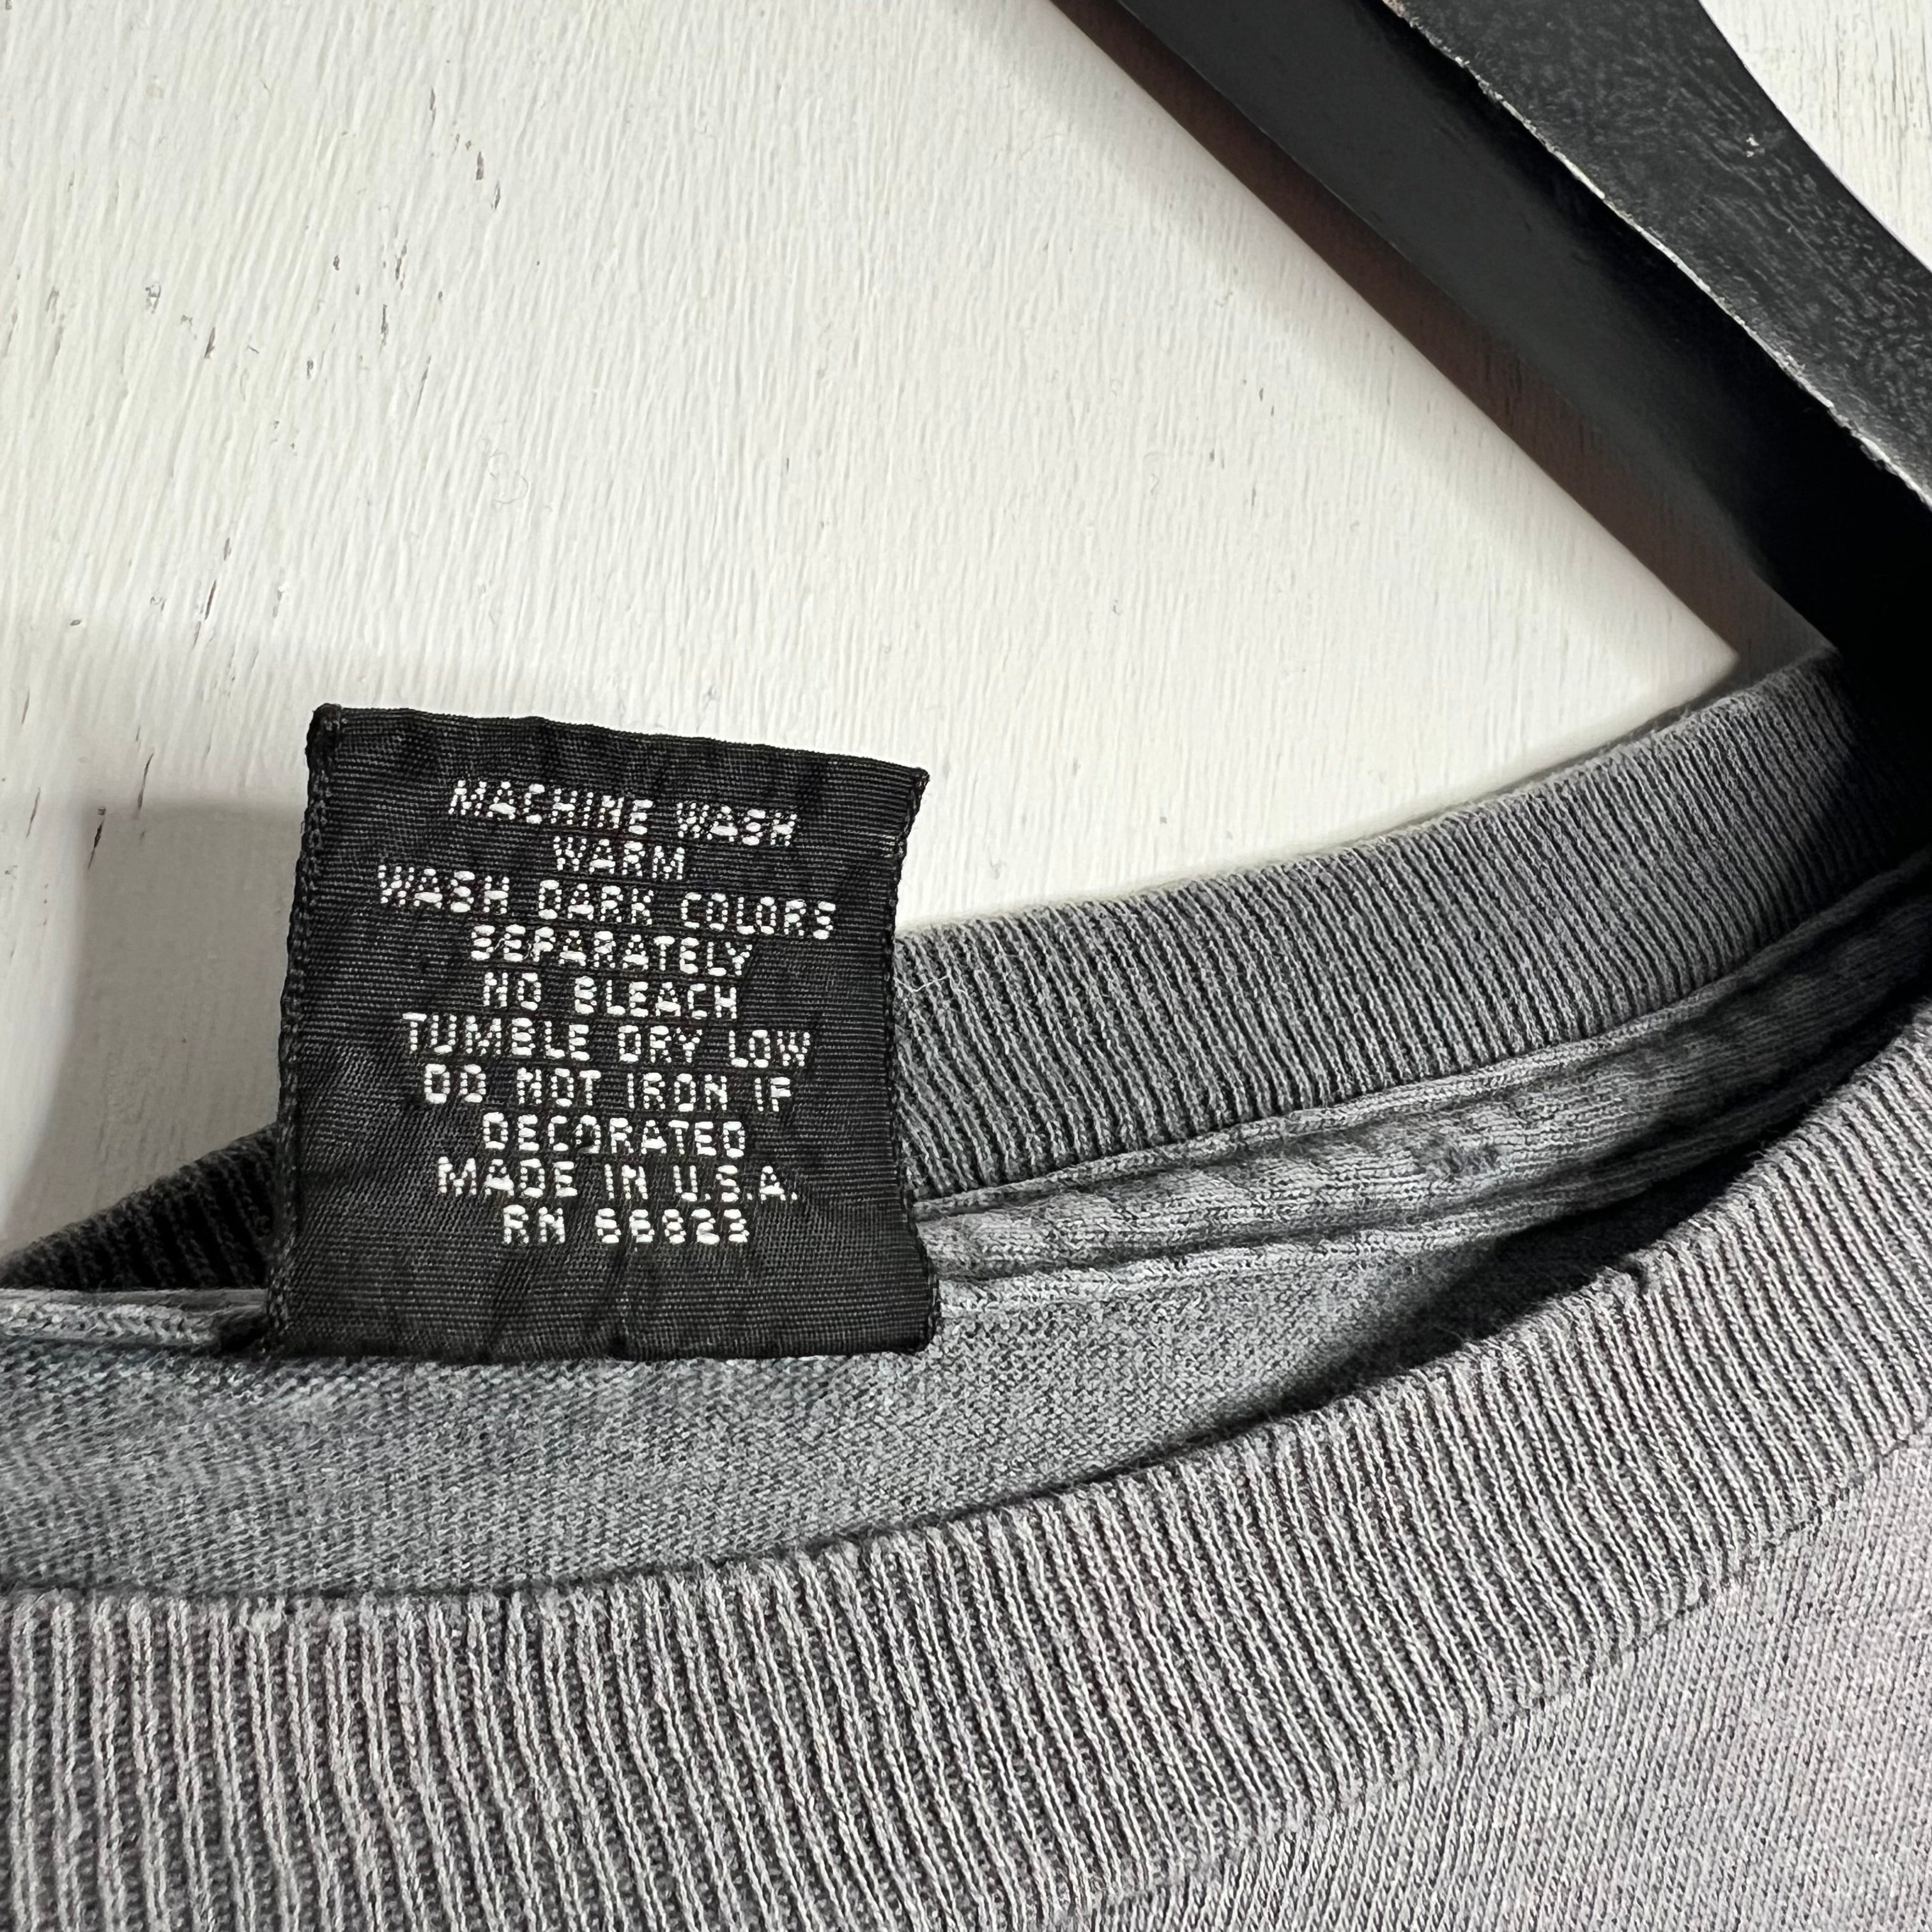 MACHINE WASH
WARM
WASH DARK COLORS
SEPARATELY
NO BLEACH
TUMBLE DRY LOW
DO NOT IRON IF
DECORATED
MADE IN U.S.A.
RN